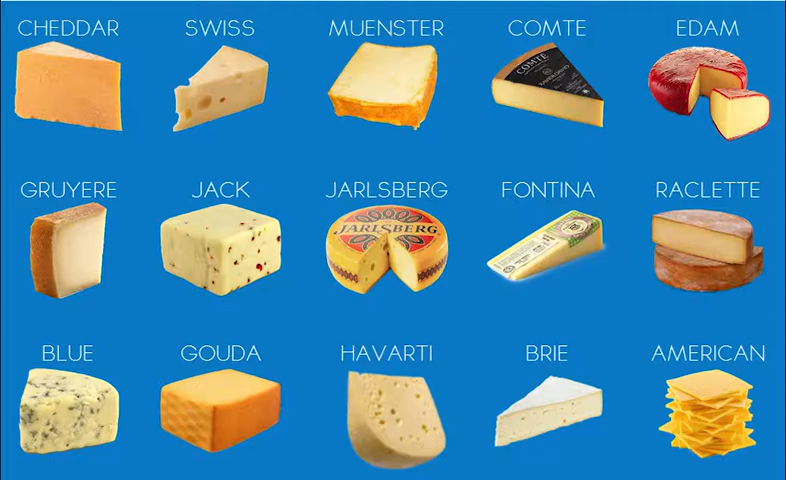 CHEDDAR SWISS MUENSTER COMTE EDAM
COMTE
GRUYERE JACK JARLSBERG FONTINA RACLETTE
JARLSBERG
BLUE GOUDA HAVARTI BRIE AMERICAN